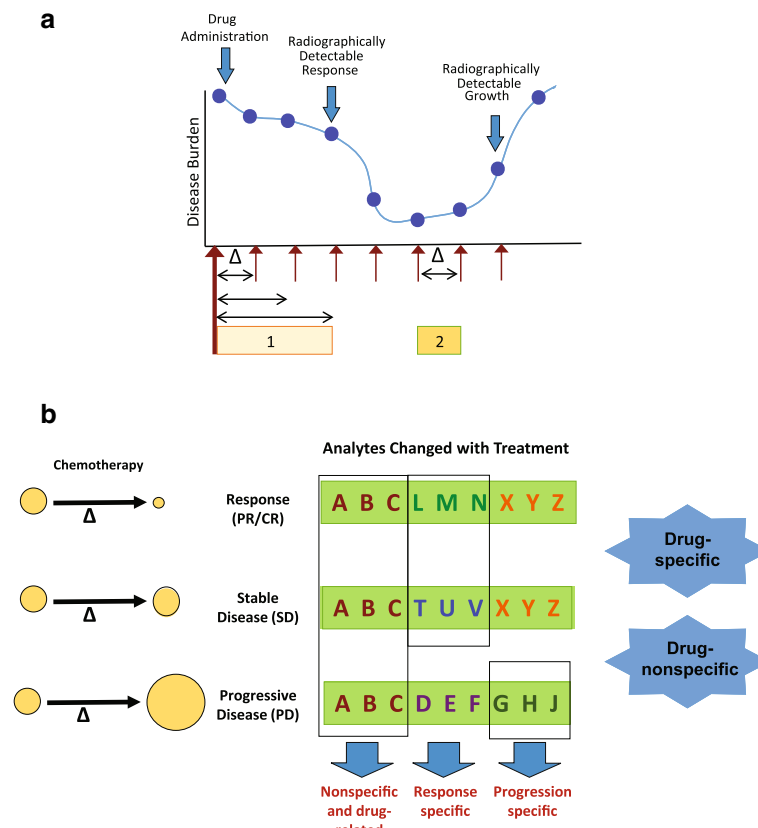 a
Drug
Administration
Radiographically
Detectable
Response
Radiographically
Detectable
Growth
Disease Burden
Δ
Δ
1
2
b
Analytes Changed with Treatment
Chemotherapy
Δ
Response
(PR/CR)
A B C L M N X Y Z
Drug-
specific
Δ
Stable
Disease (SD)
A B C T U V X Y Z
Drug-
nonspecific
Δ
Progressive
Disease (PD)
A B C D E F G H J
Nonspecific
and drug-
related
Response
specific
Progression
specific